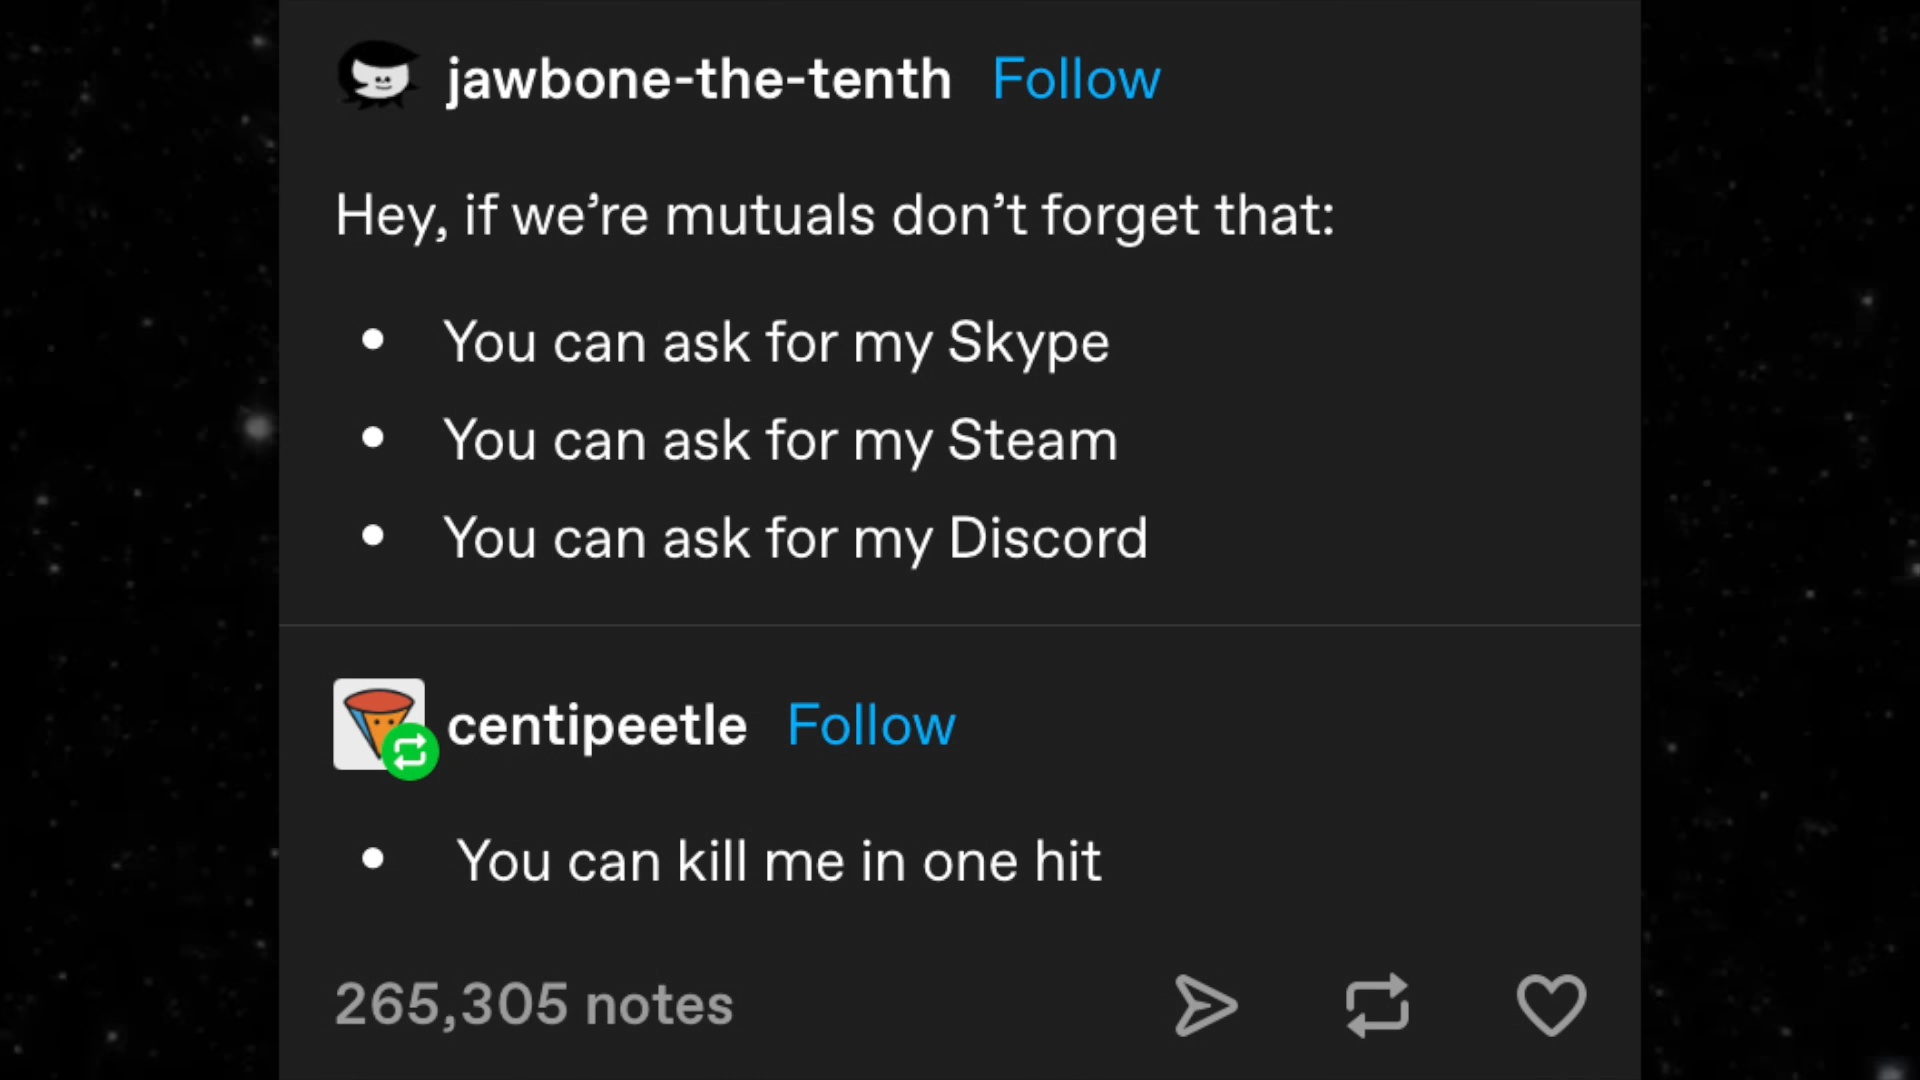 jawbone-the-tenth Follow
Hey, if we’re mutuals don’t forget that:
• You can ask for my Skype
• You can ask for my Steam
• You can ask for my Discord
centipeetle Follow
• You can kill me in one hit
265,305 notes